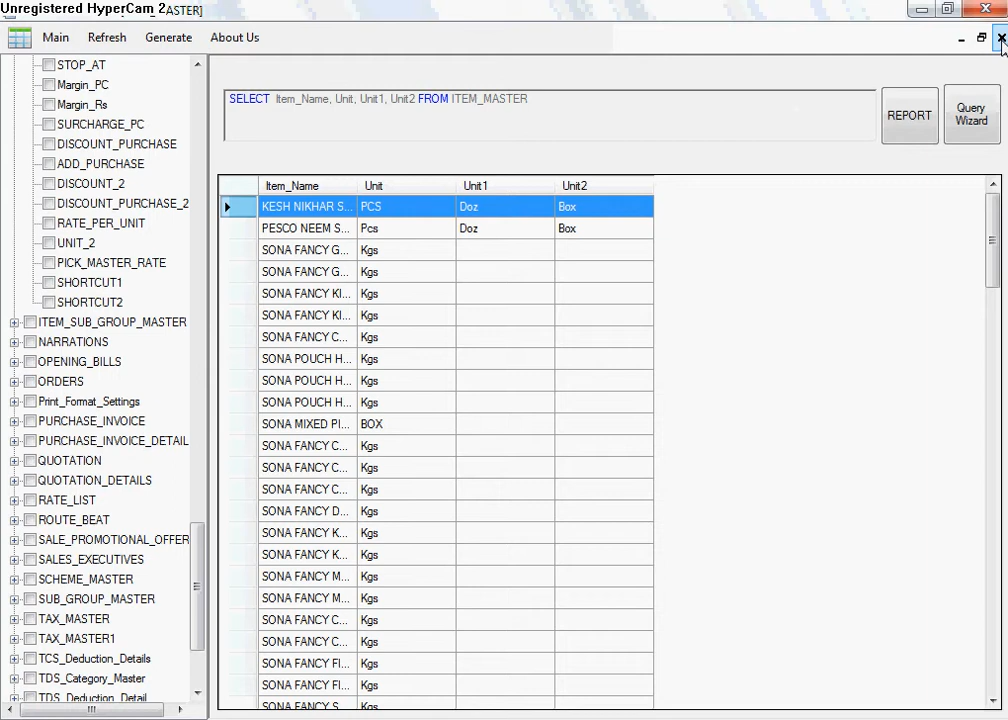 Unregistered HyperCam 2
ASTER]
Main Refresh Generate About Us
STOP_AT
Margin_PC
Margin_Rs
SURCHARGE_PC
DISCOUNT_PURCHASE
ADD_PURCHASE
DISCOUNT_2
DISCOUNT_PURCHASE_2
RATE_PER_UNIT
UNIT_2
PICK_MASTER_RATE
SHORTCUT1
SHORTCUT2
ITEM_SUB_GROUP_MASTER
NARRATIONS
OPENING_BILLS
ORDERS
Print_Format_Settings
PURCHASE_INVOICE
PURCHASE_INVOICE_DETAIL
QUOTATION
QUOTATION_DETAILS
RATE_LIST
ROUTE_BEAT
SALE_PROMOTIONAL_OFFER
SALES_EXECUTIVES
SCHEME_MASTER
SUB_GROUP_MASTER
TAX_MASTER
TAX_MASTER1
TCS_Deduction_Details
TDS_Category_Master
TDS_Deduction_Detail
SELECT Item_Name, Unit, Unit1, Unit2 FROM ITEM_MASTER
REPORT
Query
Wizard
Item_Name Unit Unit1 Unit2
KESH NIKHAR S... PCS Doz Box
PESCO NEEM S... Pcs Doz Box
SONA FANCY G... Kgs
SONA FANCY G... Kgs
SONA FANCY KI... Kgs
SONA FANCY KI... Kgs
SONA FANCY C... Kgs
SONA POUCH H... Kgs
SONA POUCH H... Kgs
SONA POUCH H... Kgs
SONA MIXED PI... BOX
SONA FANCY C... Kgs
SONA FANCY C... Kgs
SONA FANCY C... Kgs
SONA FANCY D... Kgs
SONA FANCY K... Kgs
SONA FANCY K... Kgs
SONA FANCY M... Kgs
SONA FANCY M... Kgs
SONA FANCY C... Kgs
SONA FANCY C... Kgs
SONA FANCY FI... Kgs
SONA FANCY FI... Kgs
SONA FANCY S... Kgs